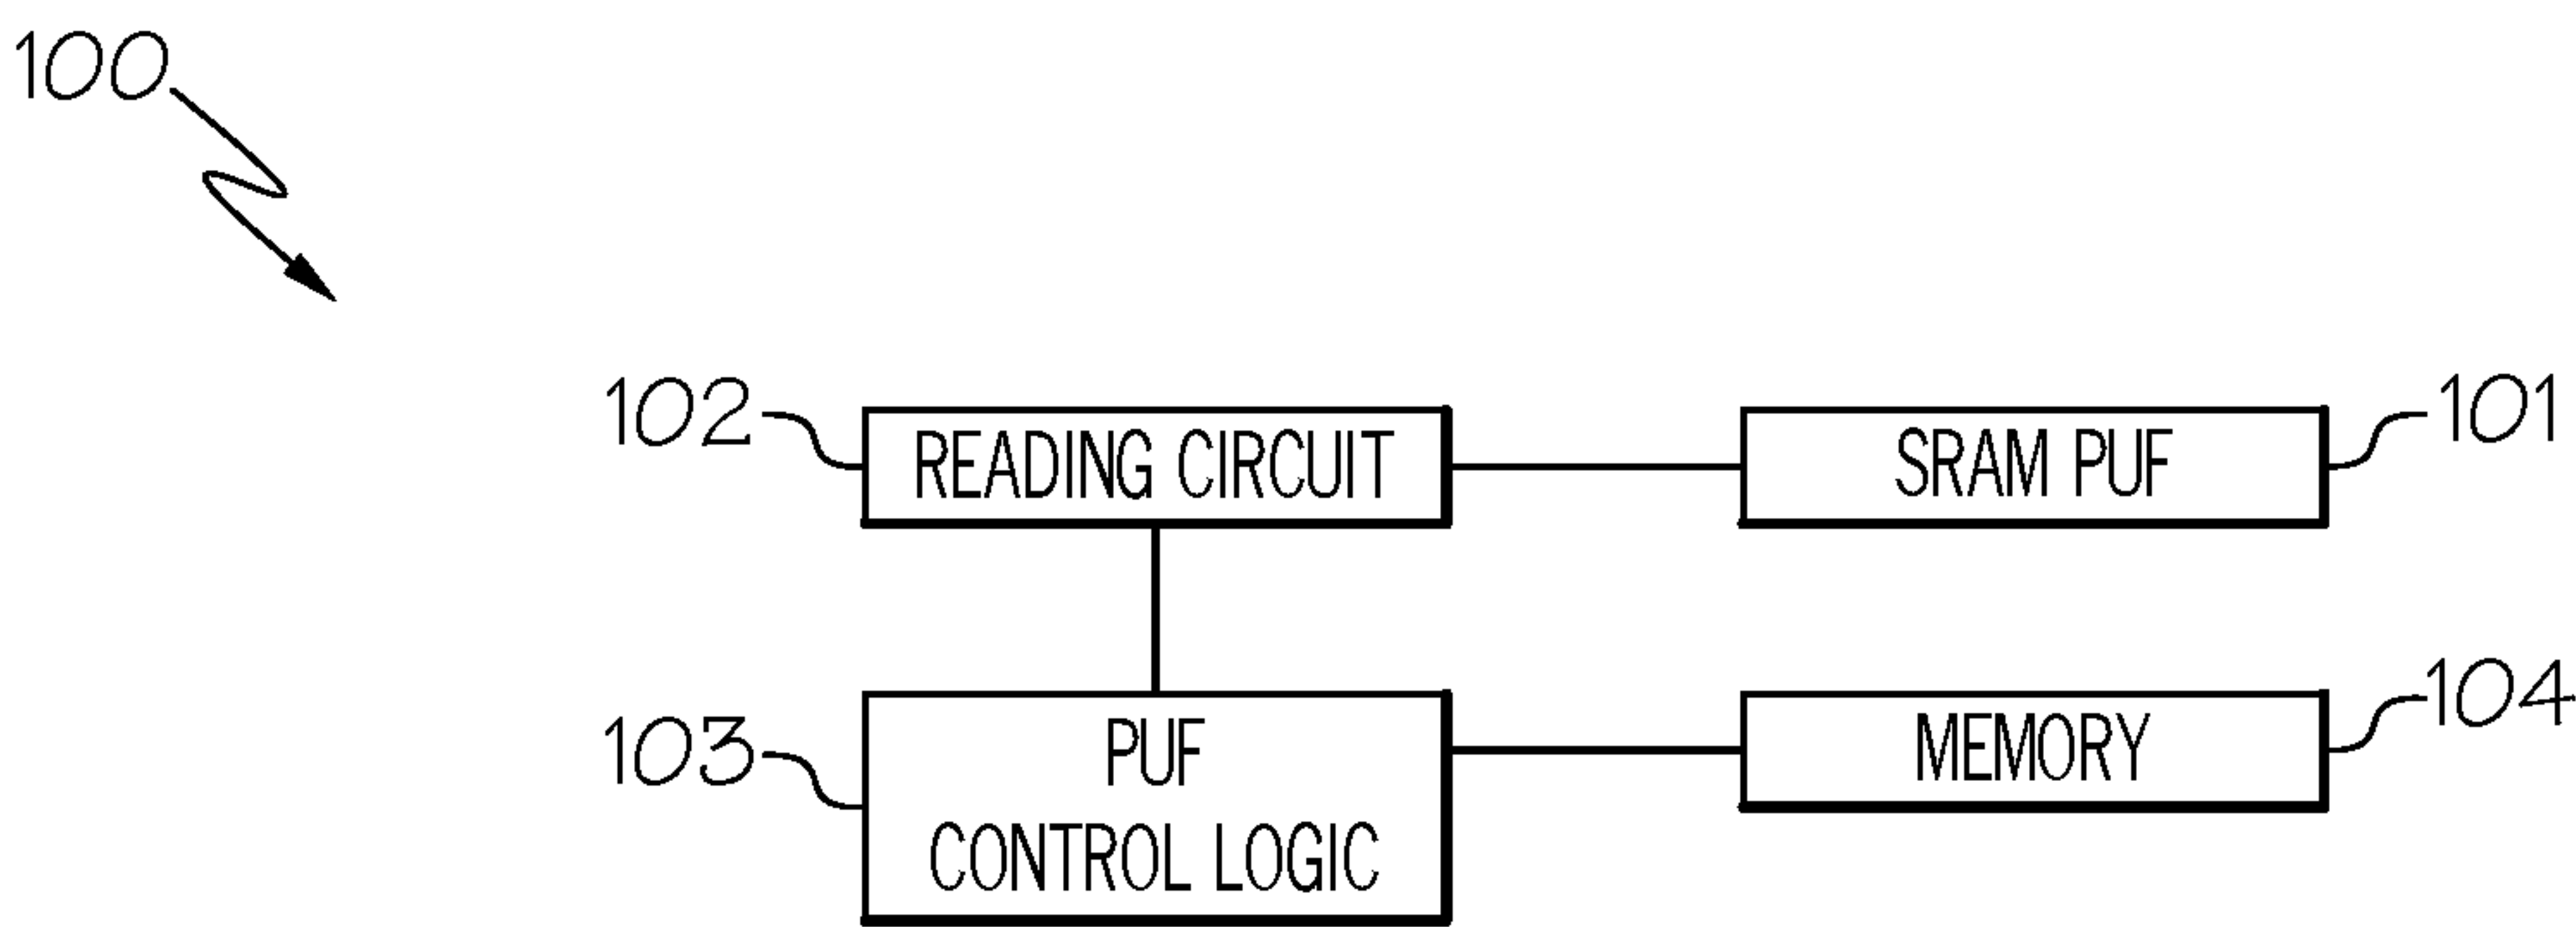 100
102 READING CIRCUIT
SRAM PUF 101
103 PUF
CONTROL LOGIC
MEMORY 104